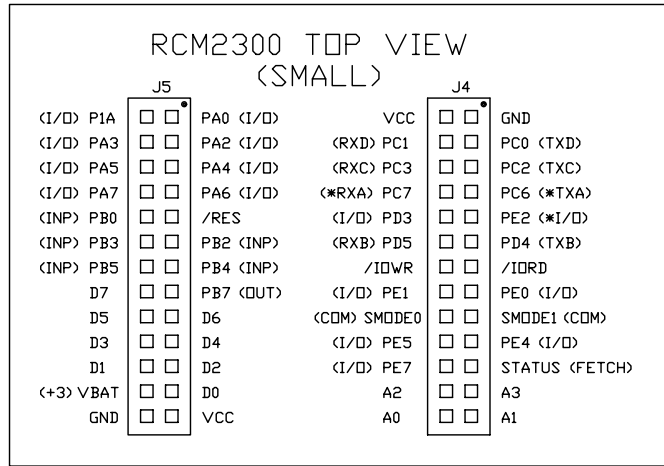 RCM2300 TOP VIEW
(SMALL)
J5 J4
(I/O) P1A PA0 (I/O) VCC GND
(I/O) PA3 PA2 (I/O) (RXD) PC1 PC0 (TXD)
(I/O) PA5 PA4 (I/O) (RXC) PC3 PC2 (TXC)
(I/O) PA7 PA6 (I/O) (*RXA) PC7 PC6 (*TXA)
(INP) PB0 /RES (I/O) PD3 PE2 (*I/O)
(INP) PB3 PB2 (INP) (RXB) PD5 PD4 (TXB)
(INP) PB5 PB4 (INP) /IOWR /IORD
D7 PB7 (OUT) (I/O) PE1 PE0 (I/O)
D5 D6 (COM) SMODE0 SMODE1 (COM)
D3 D4 (I/O) PE5 PE4 (I/O)
D1 D2 (I/O) PE7 STATUS (FETCH)
(+3) VBAT D0 A2 A3
GND VCC A0 A1